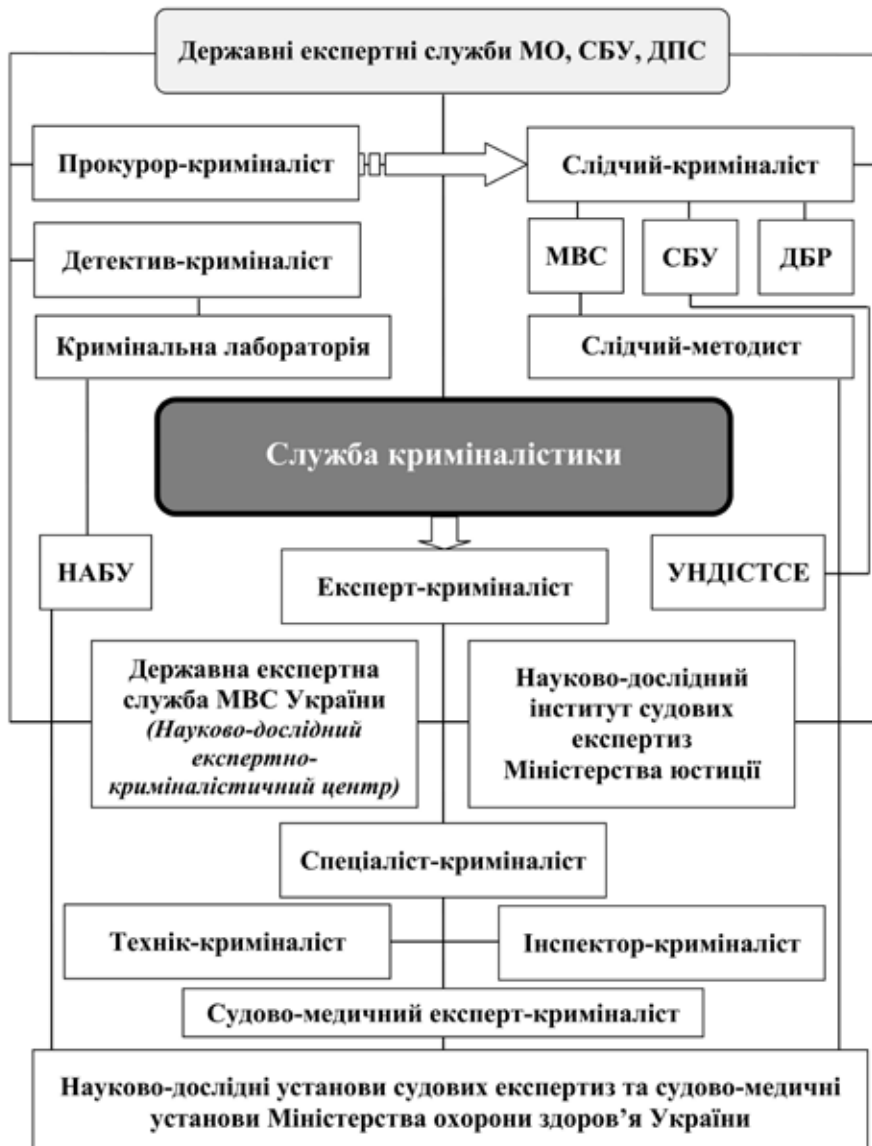 Державні експертні служби МО, СБУ, ДПС
Прокурор-криміналіст
Слідчий-криміналіст
Детектив-криміналіст
МВС
СБУ
ДБР
Кримінальна лабораторія
Слідчий-методист
Служба криміналістики
НАБУ
Експерт-криміналіст
УНДІСТСЕ
Державна експертна
служба МВС України
(Науково-дослідний
експертно-
криміналістичний центр)
Науково-дослідний
інститут судових
експертиз
Міністерства юстиції
Спеціаліст-криміналіст
Технік-криміналіст
Інспектор-криміналіст
Судово-медичний експерт-криміналіст
Науково-дослідні установи судових експертиз та судово-медичні
установи Міністерства охорони здоров’я України